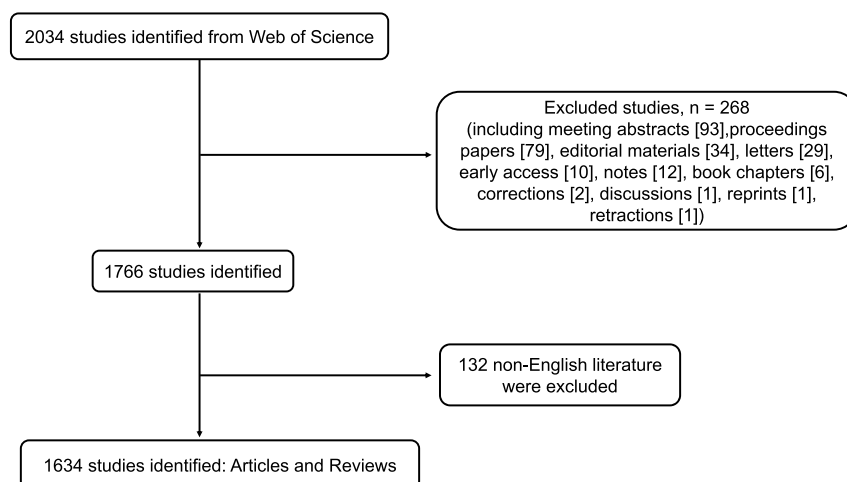 2034 studies identified from Web of Science
Excluded studies, n = 268
(including meeting abstracts [93],proceedings
papers [79], editorial materials [34], letters [29],
early access [10], notes [12], book chapters [6],
corrections [2], discussions [1], reprints [1],
retractions [1])
1766 studies identified
132 non-English literature
were excluded
1634 studies identified: Articles and Reviews